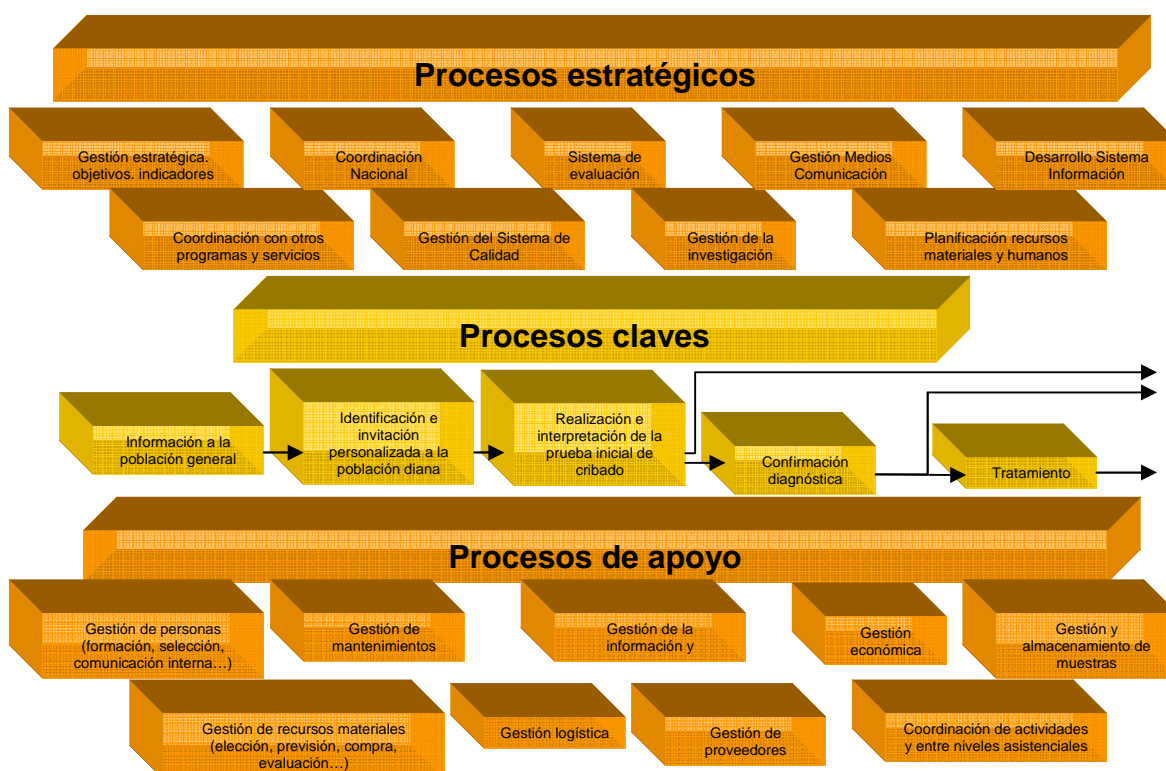 Procesos estratégicos
Gestión estratégica.
objetivos. indicadores
Coordinación
Nacional
Sistema de
evaluación
Gestión Medios
Comunicación
Desarrollo Sistema
Información
Coordinación con otros
programas y servicios
Gestión del Sistema de
Calidad
Gestión de la
investigación
Planificación recursos
materiales y humanos
Procesos claves
Información a la
población general
Identificación e
invitación
personalizada a la
población diana
Realización e
interpretación de la
prueba inicial de
cribado
Confirmación
diagnóstica
Tratamiento
Procesos de apoyo
Gestión de personas
(formación, selección,
comunicación interna…)
Gestión de
mantenimientos
Gestión de la
información y
Gestión
económica
Gestión y
almacenamiento de
muestras
Gestión de recursos materiales
(elección, previsión, compra,
evaluación…)
Gestión logística
Gestión de
proveedores
Coordinación de actividades
y entre niveles asistenciales